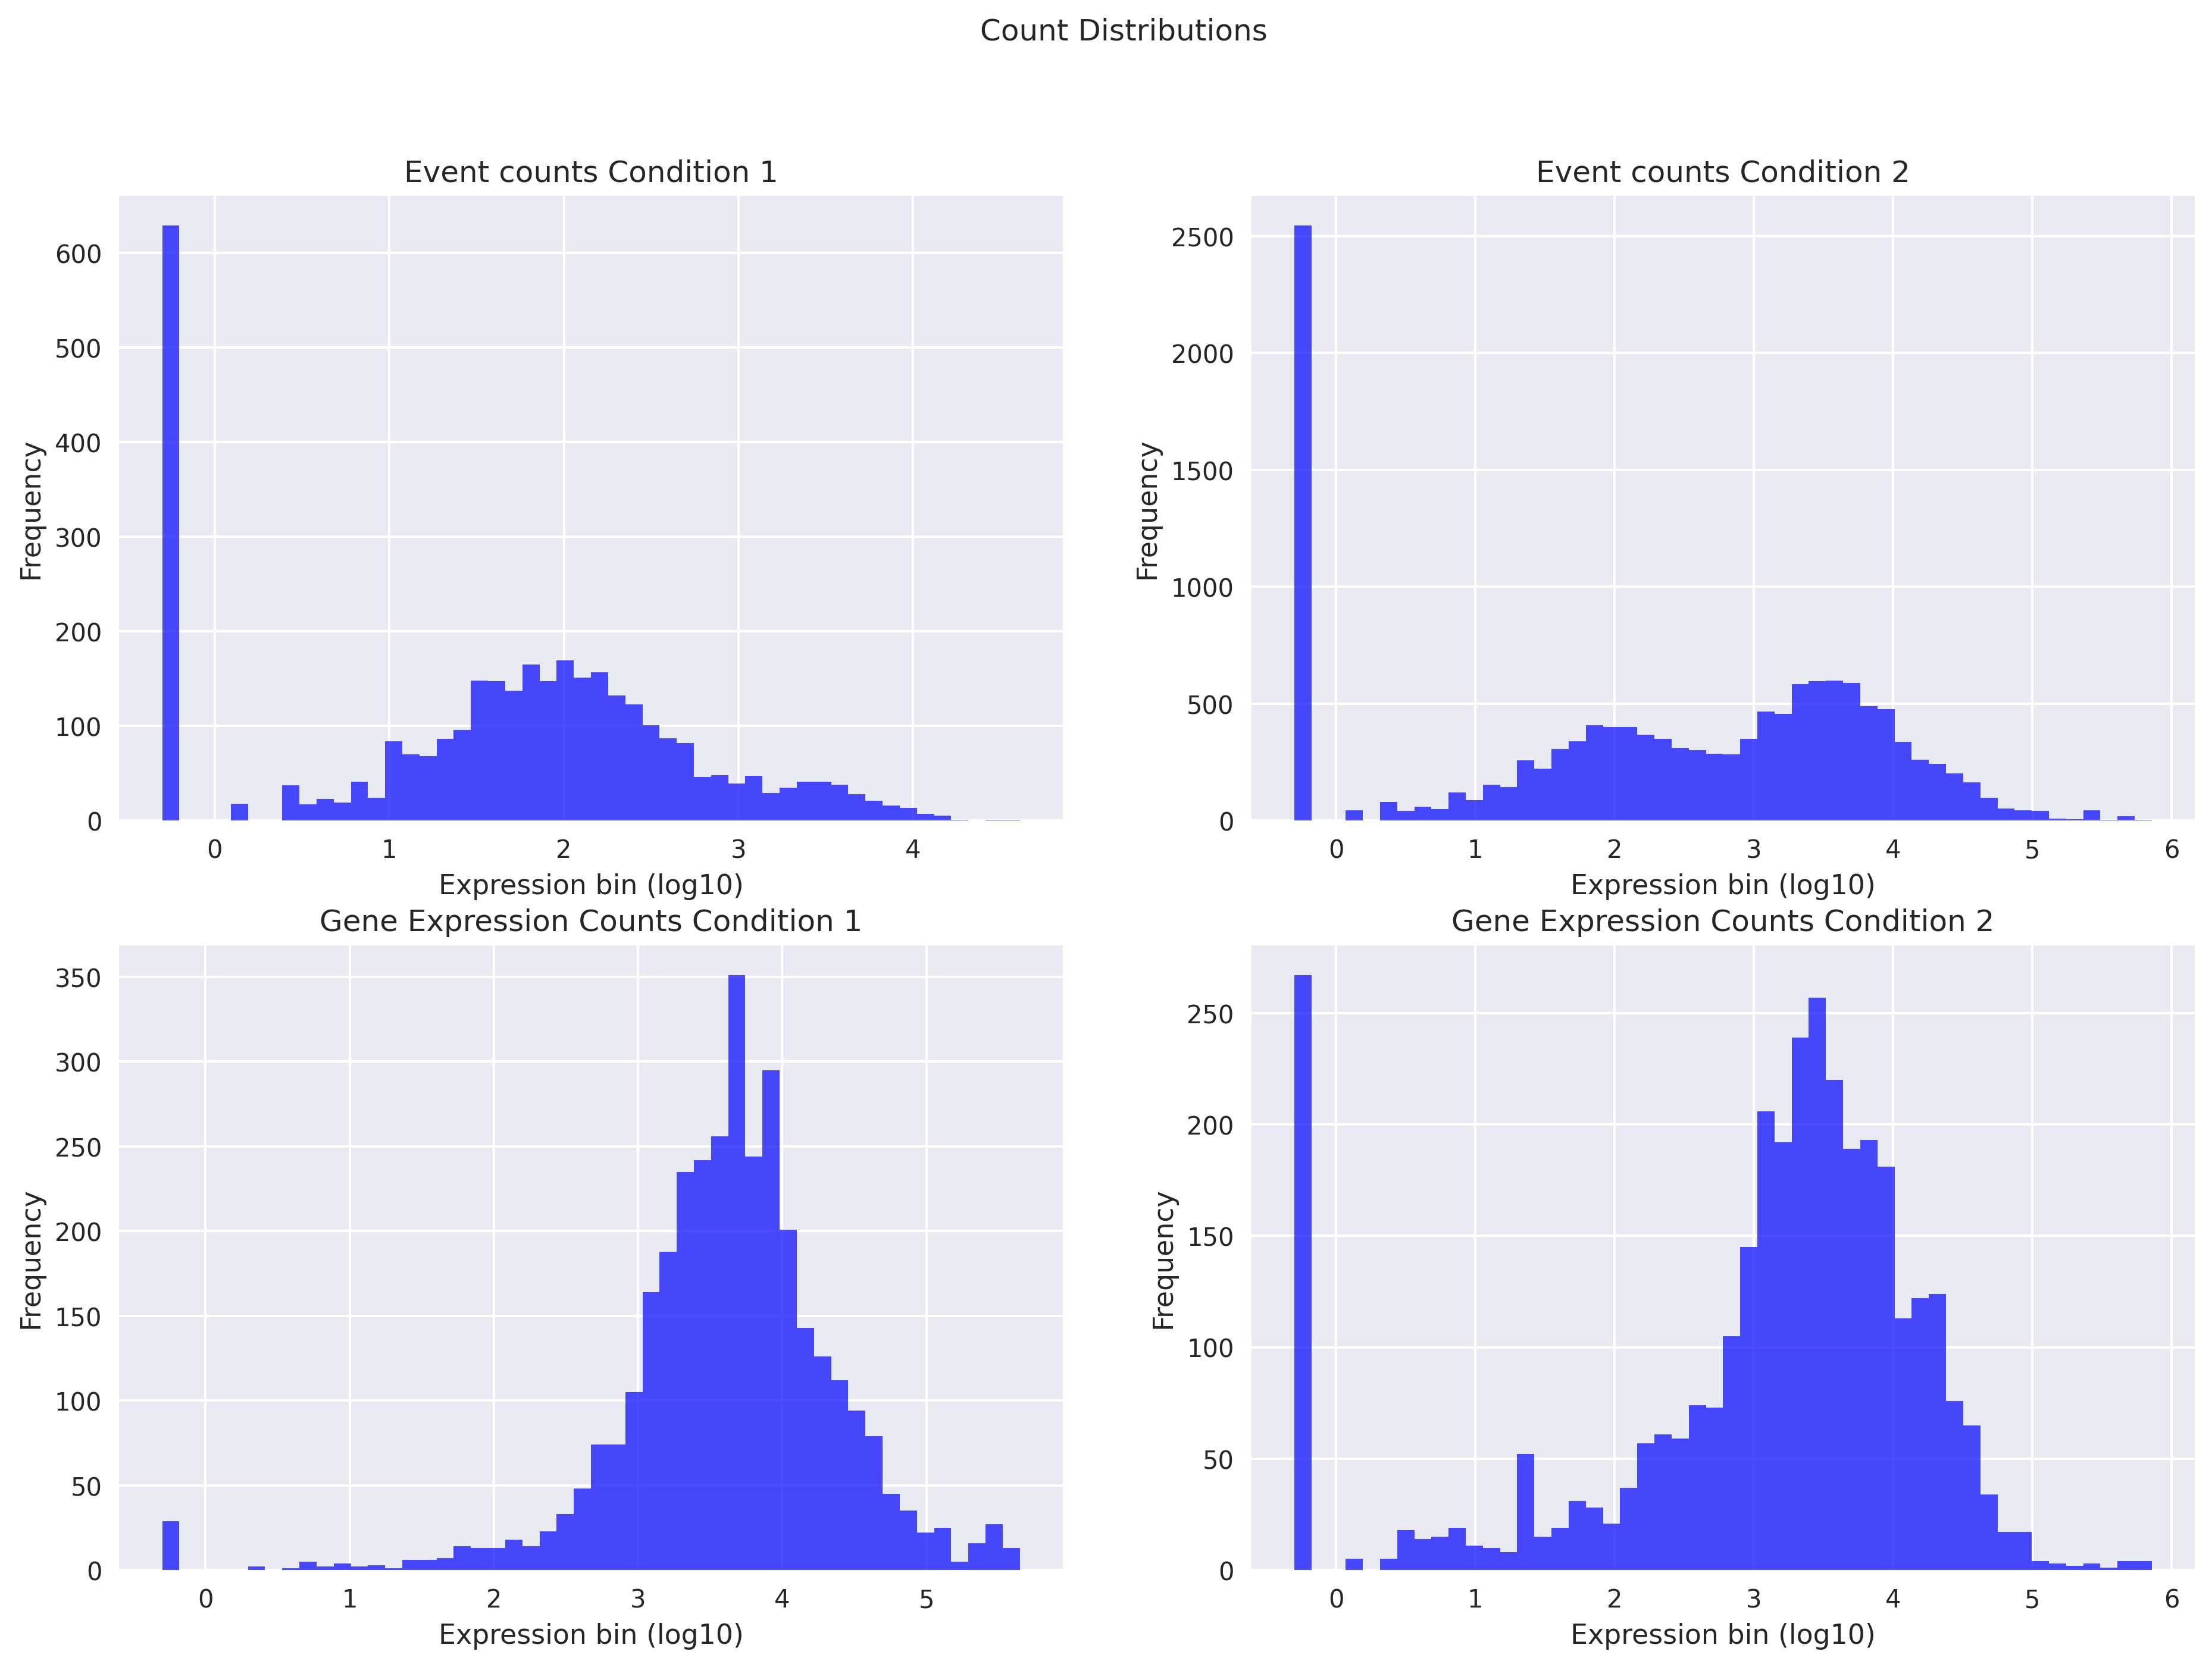 Count Distributions
Event counts Condition 1
Frequency
600
500
400
300
200
100
0
0 1 2 3 4
Expression bin (log10)
Event counts Condition 2
Frequency
2500
2000
1500
1000
500
0
0 1 2 3 4 5 6
Expression bin (log10)
Gene Expression Counts Condition 1
Frequency
350
300
250
200
150
100
50
0
0 1 2 3 4 5
Expression bin (log10)
Gene Expression Counts Condition 2
Frequency
250
200
150
100
50
0
0 1 2 3 4 5 6
Expression bin (log10)